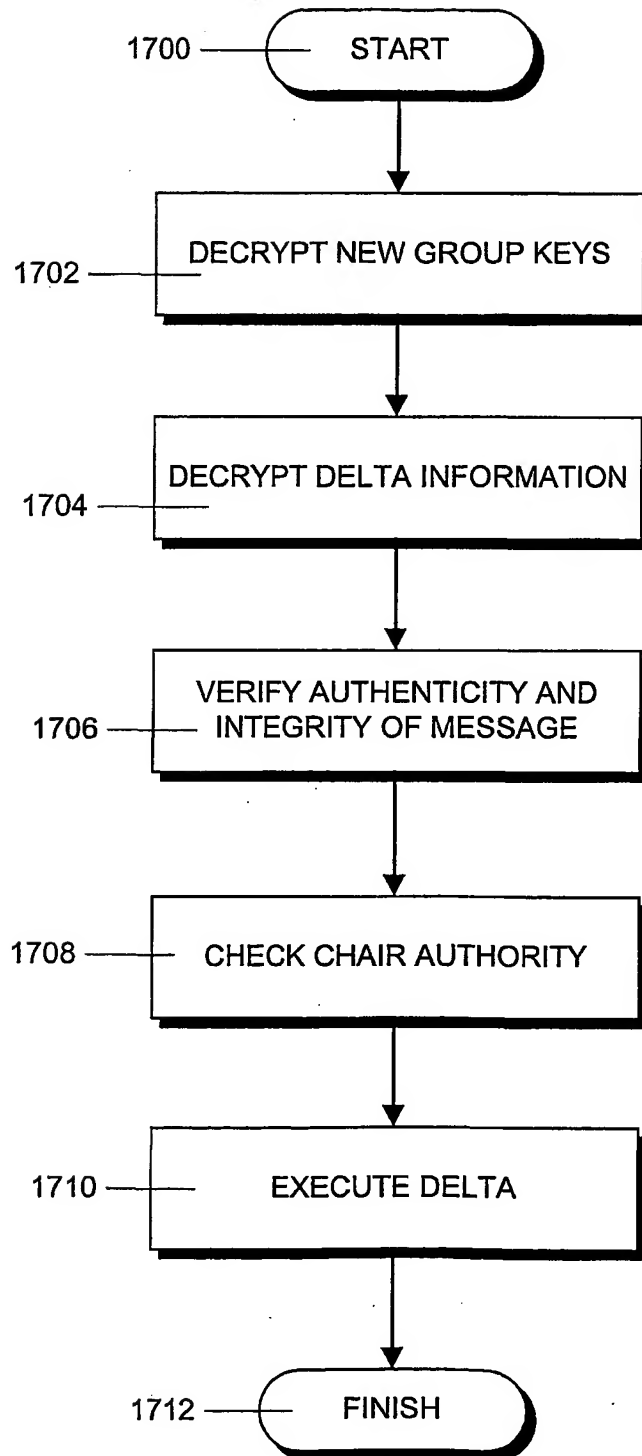 1700 START
1702 DECRYPT NEW GROUP KEYS
1704 DECRYPT DELTA INFORMATION
VERIFY AUTHENTICITY AND
1706 INTEGRITY OF MESSAGE
1708 CHECK CHAIR AUTHORITY
1710 EXECUTE DELTA
1712 FINISH